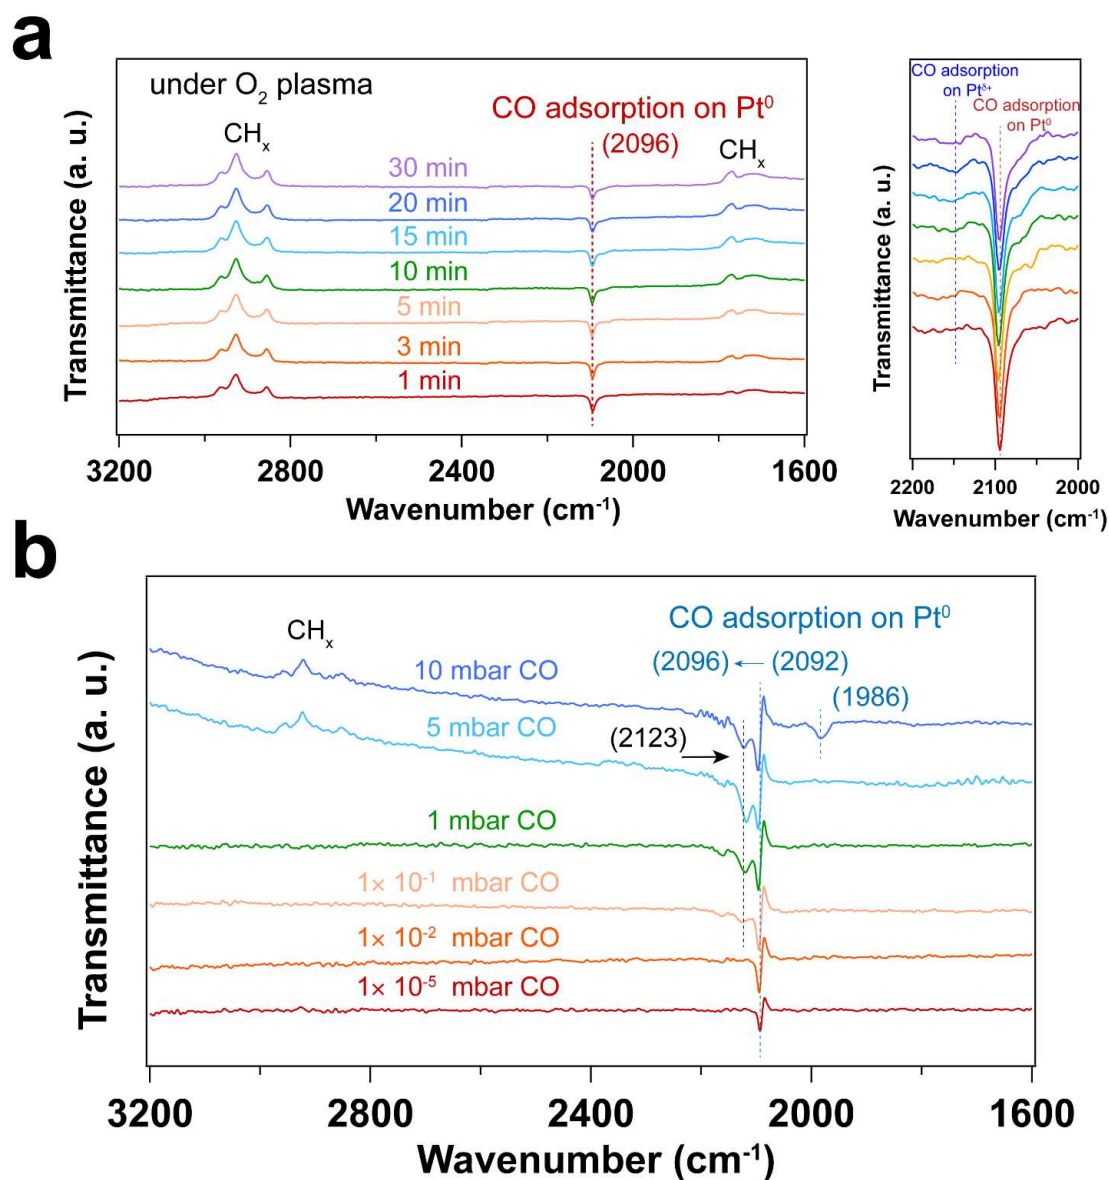 a
under O₂ plasma
CO adsorption on Pt⁰
(2096)
CHₓ
CHₓ
30 min
20 min
15 min
10 min
5 min
3 min
1 min
Transmittance (a. u.)
3200 2800 2400 2000 1600
Wavenumber (cm⁻¹)
CO adsorption
on Ptᵟ⁺
CO adsorption
on Pt⁰
Transmittance (a. u.)
2200 2100 2000
Wavenumber (cm⁻¹)
b
CO adsorption on Pt⁰
CHₓ
(2096) ← (2092)
(1986)
(2123) →
10 mbar CO
5 mbar CO
1 mbar CO
1× 10⁻¹ mbar CO
1× 10⁻² mbar CO
1× 10⁻⁵ mbar CO
Transmittance (a. u.)
3200 2800 2400 2000 1600
Wavenumber (cm⁻¹)